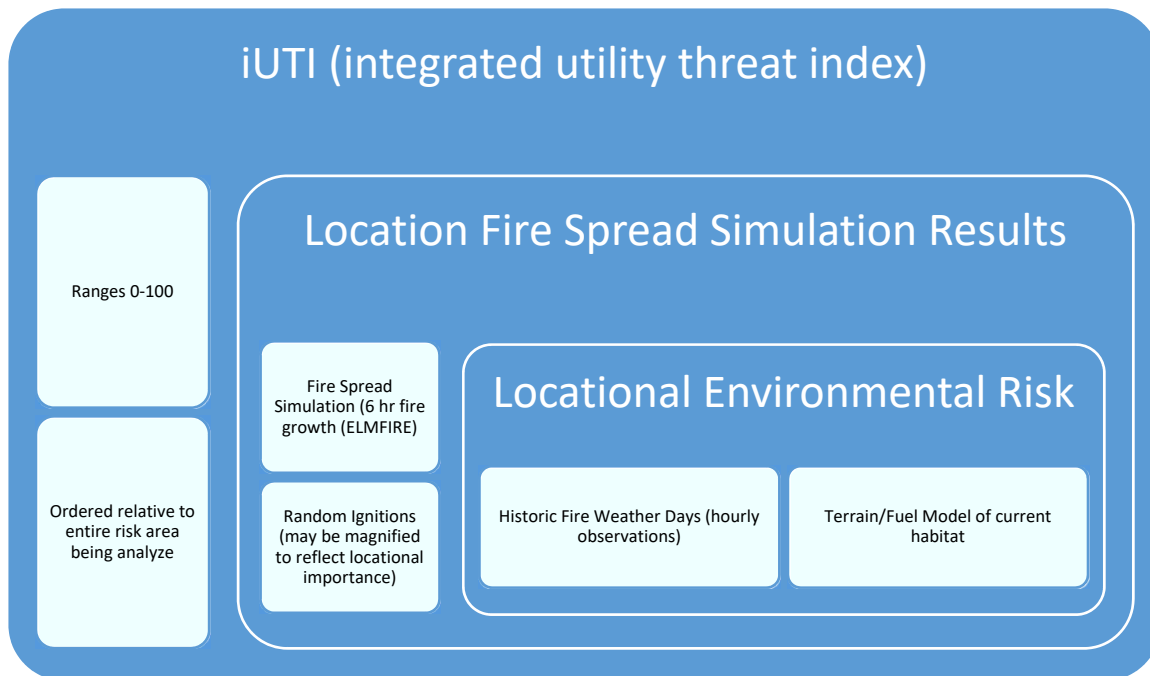 iUTI (integrated utility threat index)
Ranges 0-100
Ordered relative to
entire risk area
being analyze
Location Fire Spread Simulation Results
Fire Spread
Simulation (6 hr fire
growth (ELMFIRE)
Random Ignitions
(may be magnified
to reflect locational
importance)
Locational Environmental Risk
Historic Fire Weather Days (hourly
observations)
Terrain/Fuel Model of current
habitat